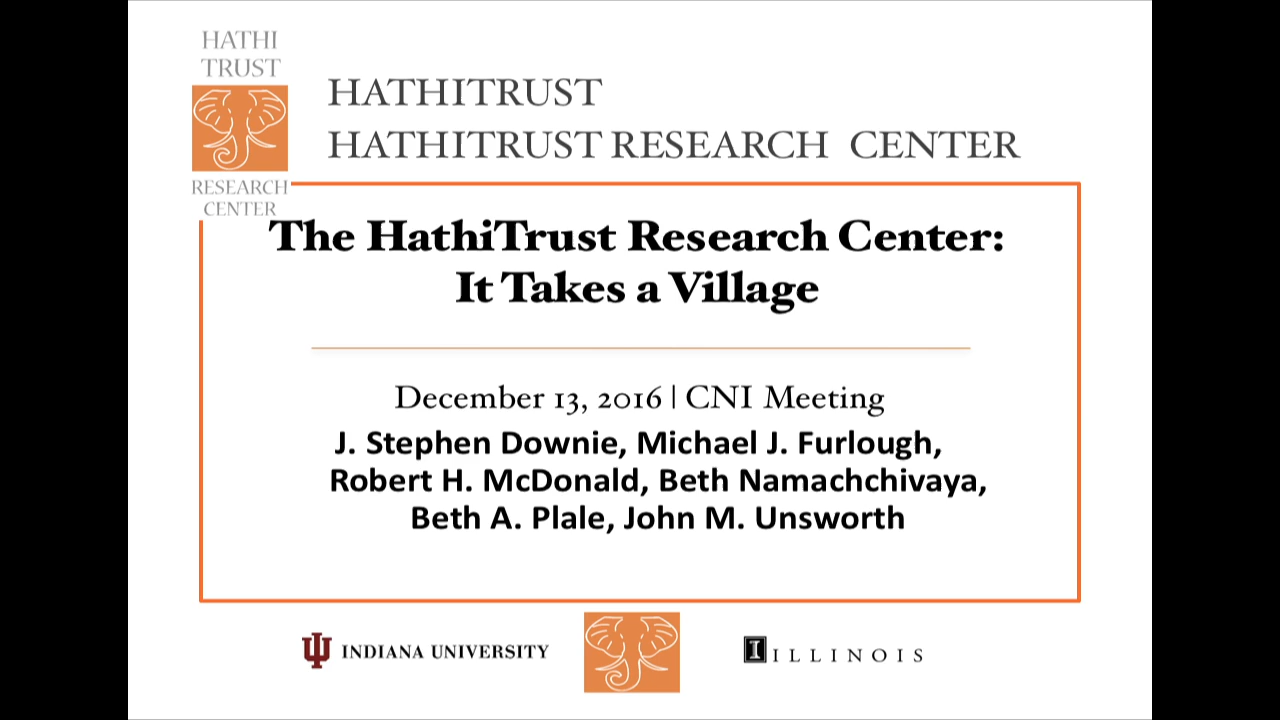 HATHI
TRUST
RESEARCH
CENTER
HATHITRUST
HATHITRUST RESEARCH CENTER
The HathiTrust Research Center:
It Takes a Village
December 13, 2016 | CNI Meeting
J. Stephen Downie, Michael J. Furlough,
Robert H. McDonald, Beth Namachchivaya,
Beth A. Plale, John M. Unsworth
INDIANA UNIVERSITY
I ILLINOIS